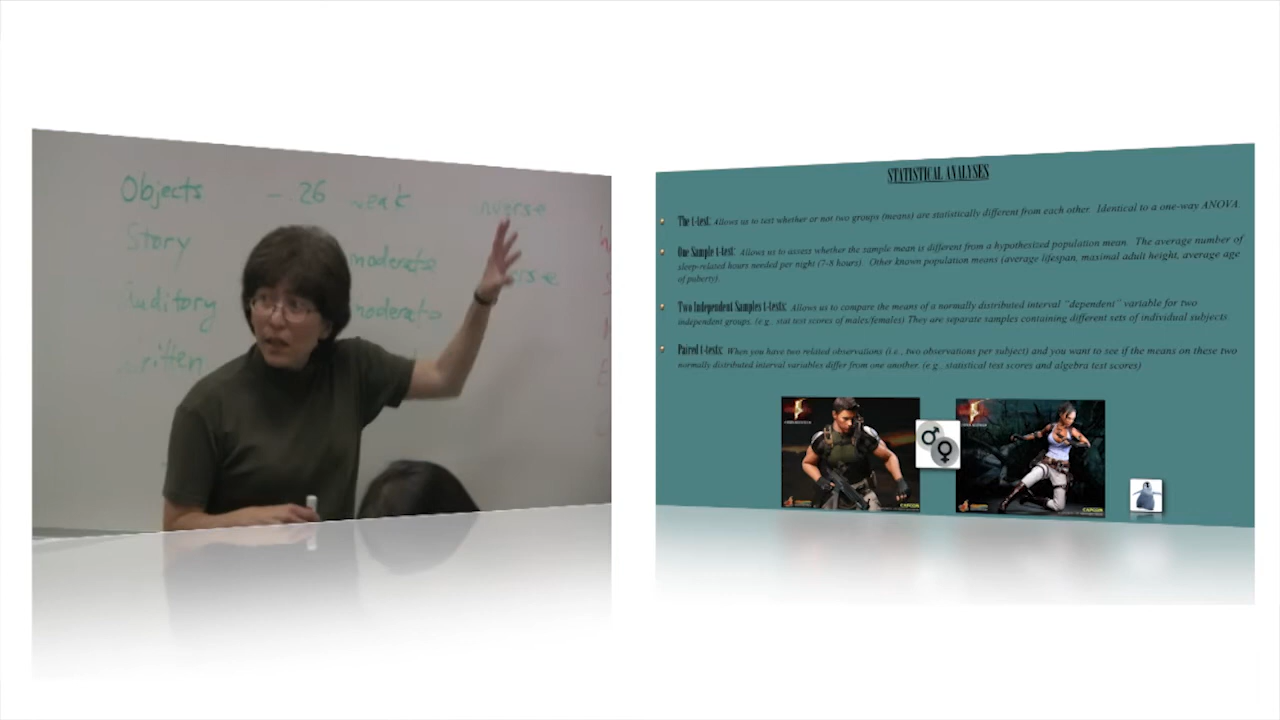 Objects -.26 weak inverse
Story moderate
Auditory moderate
written
STATISTICAL ANALYSES
The t-test: Allows us to test whether or not two groups (means) are statistically different from each other. Identical to a one-way ANOVA.
One Sample t-test: Allows us to assess whether the sample mean is different from a hypothesized population mean. The average number of
sleep-related hours needed per night (7-8 hours). Other known population means (average lifespan, maximal adult height, average age
of puberty).
Two Independent Samples t-tests: Allows us to compare the means of a normally distributed interval "dependent" variable for two
independent groups. (e.g., stat test scores of males/females) They are separate samples containing different sets of individual subjects
Paired t-tests: When you have two related observations (i.e., two observations per subject) and you want to see if the means on these two
normally distributed interval variables differ from one another. (e.g., statistical test scores and algebra test scores)
CAPCOM
CAPCOM